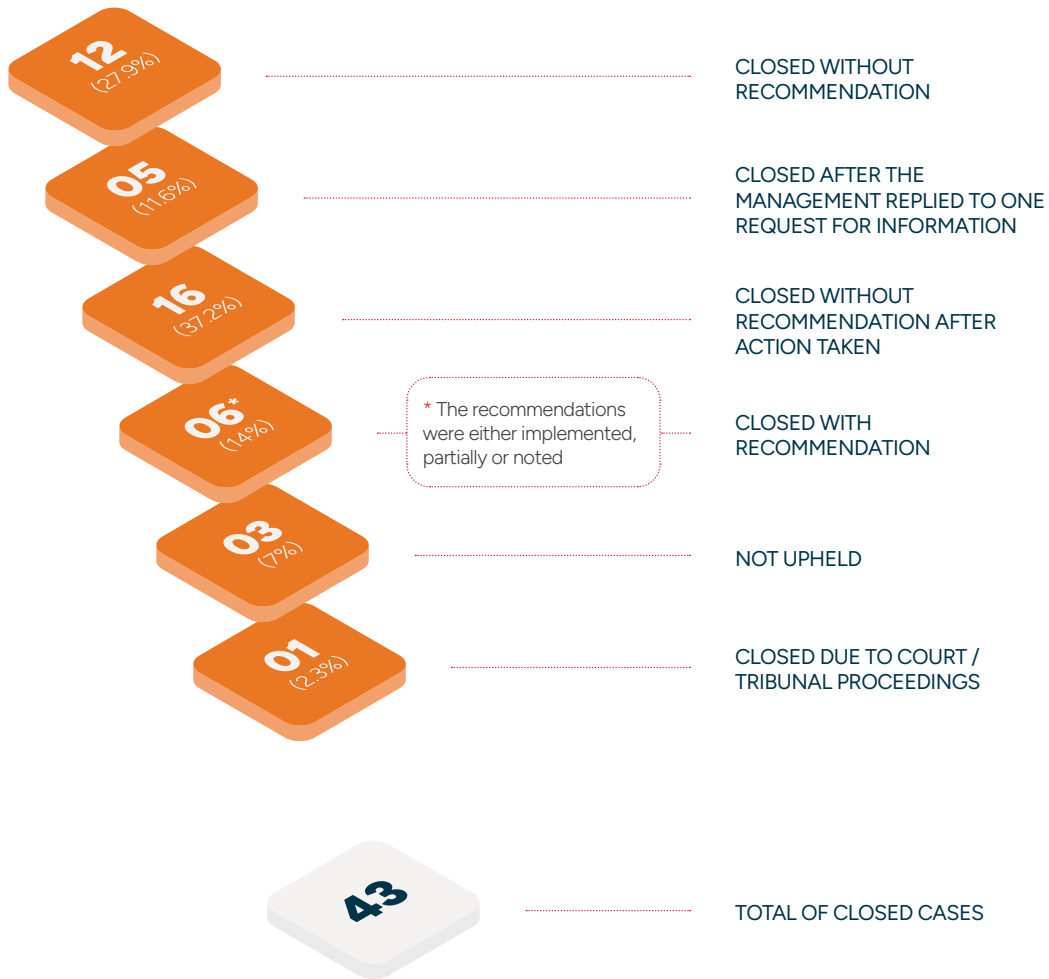 12
(27.9%)
CLOSED WITHOUT
RECOMMENDATION
05
(11.6%)
CLOSED AFTER THE
MANAGEMENT REPLIED TO ONE
REQUEST FOR INFORMATION
16
(37.2%)
CLOSED WITHOUT
RECOMMENDATION AFTER
ACTION TAKEN
06*
(14%)
* The recommendations
were either implemented,
partially or noted
CLOSED WITH
RECOMMENDATION
03
(7%)
NOT UPHELD
01
(2.3%)
CLOSED DUE TO COURT /
TRIBUNAL PROCEEDINGS
43
TOTAL OF CLOSED CASES